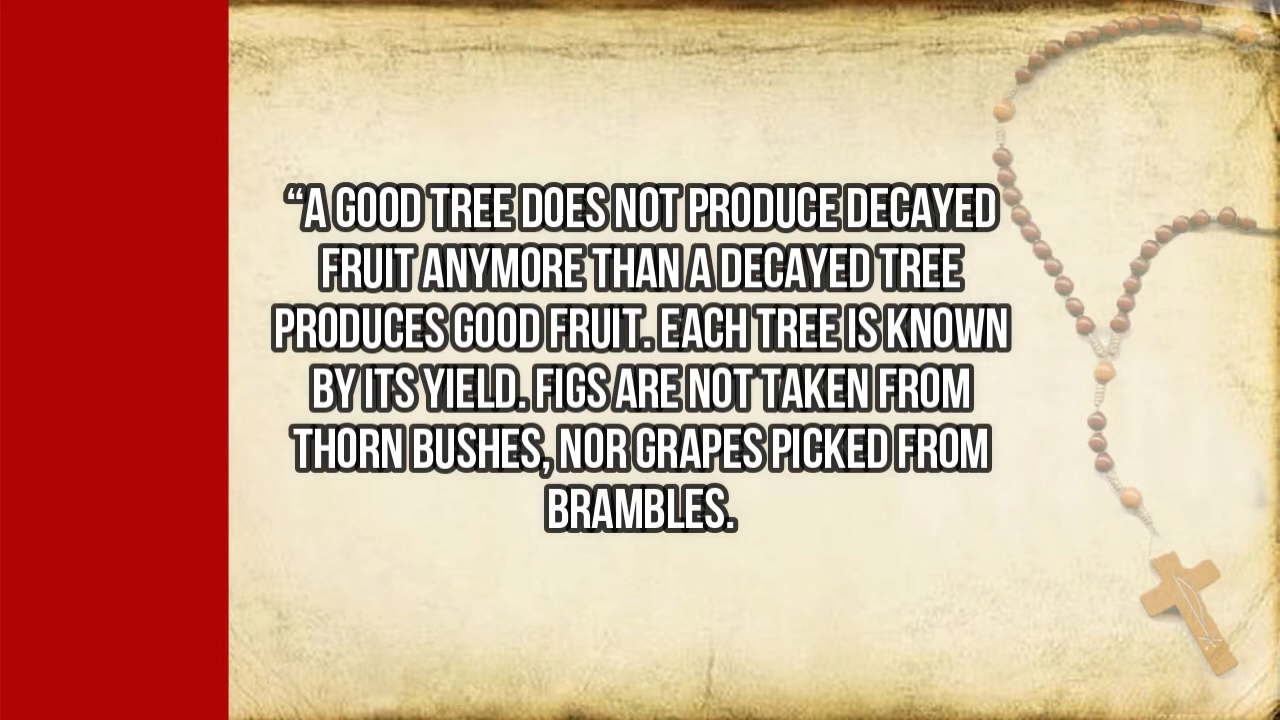 “A GOOD TREE DOES NOT PRODUCE DECAYED
FRUIT ANYMORE THAN A DECAYED TREE
PRODUCES GOOD FRUIT. EACH TREE IS KNOWN
BY ITS YIELD. FIGS ARE NOT TAKEN FROM
THORN BUSHES, NOR GRAPES PICKED FROM
BRAMBLES.